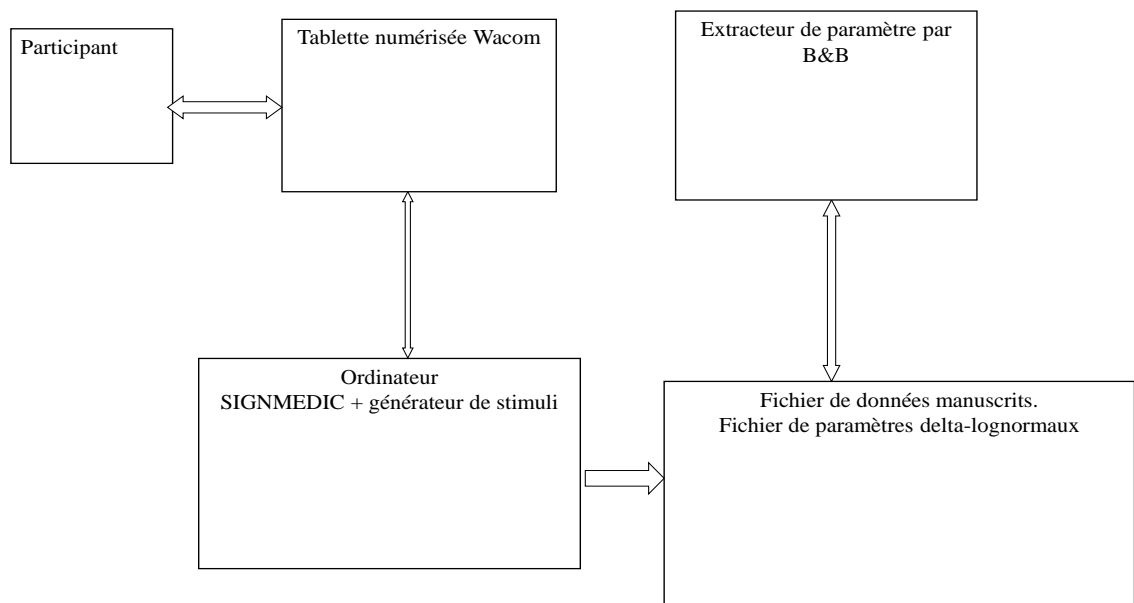 Participant
Tablette numérisée Wacom
Extracteur de paramètre par
B&B
Ordinateur
SIGNMEDIC + générateur de stimuli
Fichier de données manuscrits.
Fichier de paramètres delta-lognormaux